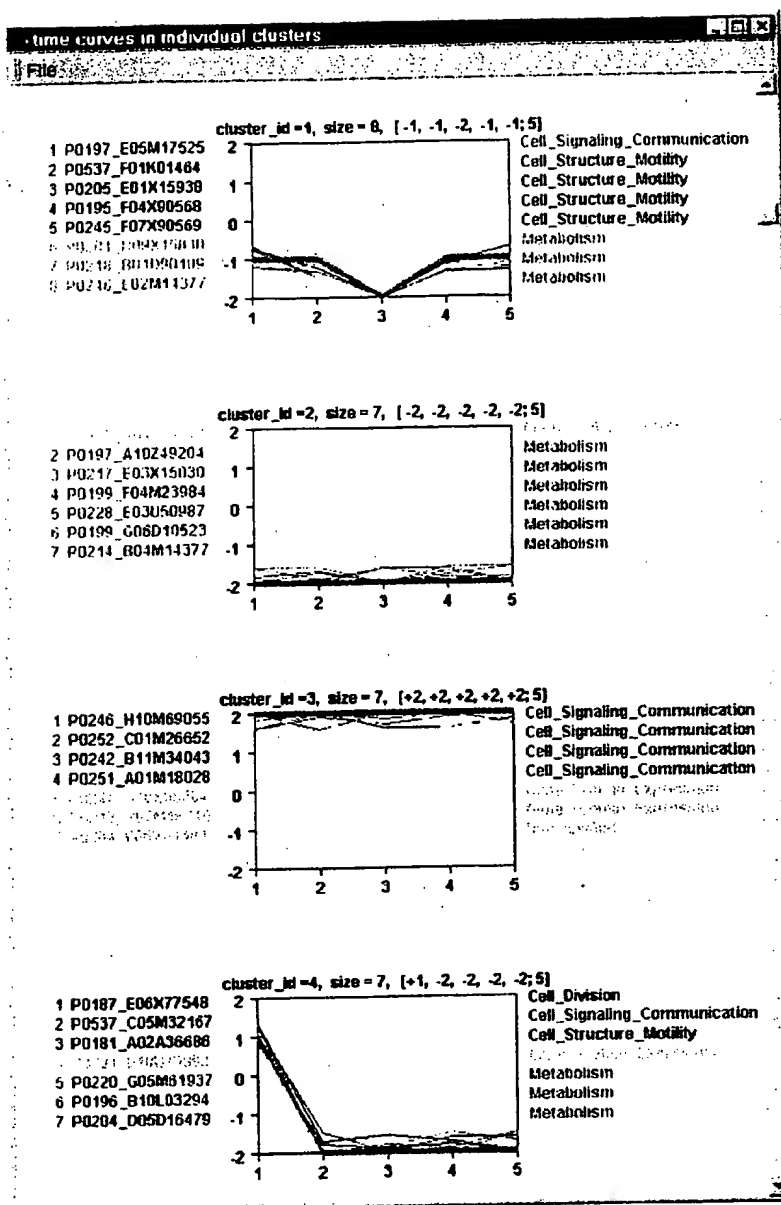 time curves in individual clusters
File
cluster_id =1, size = 8, [ -1, -1, -2, -1, -1; 5]
1 P0197_E05M17525
2 P0537_F01K01464
3 P0205_E01X15938
4 P0195_F04X90568
5 P0245_F07X90569
6
7 P0218_B01D90109
8 P0246_E02M14377
2
1
0
-1
-2
1 2 3 4 5
Cell_Signaling_Communication
Cell_Structure_Motility
Cell_Structure_Motility
Cell_Structure_Motility
Cell_Structure_Motility
Metabolism
Metabolism
Metabolism
cluster_id =2, size = 7, [ -2, -2, -2, -2, -2; 5]
2 P0197_A10Z49204
3 P0217_E03X15030
4 P0199_F04M23984
5 P0228_E03U50987
6 P0199_G06D10523
7 P0214_B04M14377
2
1
0
-1
-2
1 2 3 4 5
Metabolism
Metabolism
Metabolism
Metabolism
Metabolism
Metabolism
cluster_id =3, size = 7, [+2, +2, +2, +2, +2; 5]
1 P0246_H10M69055
2 P0252_C01M26652
3 P0242_B11M34043
4 P0251_A01M18028
2
1
0
-1
-2
1 2 3 4 5
Cell_Signaling_Communication
Cell_Signaling_Communication
Cell_Signaling_Communication
Cell_Signaling_Communication
cluster_id =4, size = 7, [+1, -2, -2, -2, -2; 5]
1 P0187_E06X77548
2 P0537_C05M32167
3 P0181_A02A36686
5 P0220_G05M61937
6 P0196_B10L03294
7 P0204_D05D16479
2
1
0
-1
-2
1 2 3 4 5
Cell_Division
Cell_Signaling_Communication
Cell_Structure_Motility
Metabolism
Metabolism
Metabolism